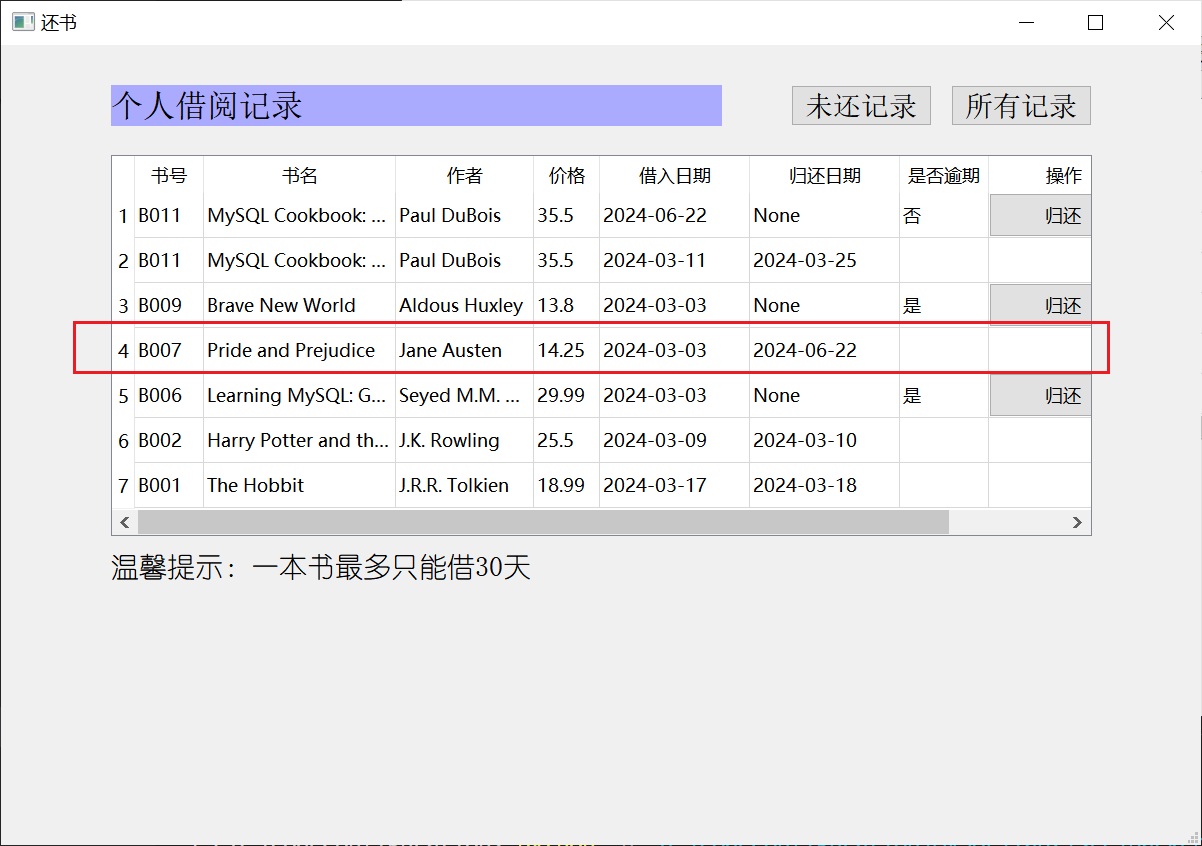 还书
个人借阅记录 未还记录 所有记录
书号 书名 作者 价格 借入日期 归还日期 是否逾期 操作
1 B011 MySQL Cookbook: ... Paul DuBois 35.5 2024-06-22 None 否 归还
2 B011 MySQL Cookbook: ... Paul DuBois 35.5 2024-03-11 2024-03-25
3 B009 Brave New World Aldous Huxley 13.8 2024-03-03 None 是 归还
4 B007 Pride and Prejudice Jane Austen 14.25 2024-03-03 2024-06-22
5 B006 Learning MySQL: G... Seyed M.M. ... 29.99 2024-03-03 None 是 归还
6 B002 Harry Potter and th... J.K. Rowling 25.5 2024-03-09 2024-03-10
7 B001 The Hobbit J.R.R. Tolkien 18.99 2024-03-17 2024-03-18
温馨提示：一本书最多只能借30天